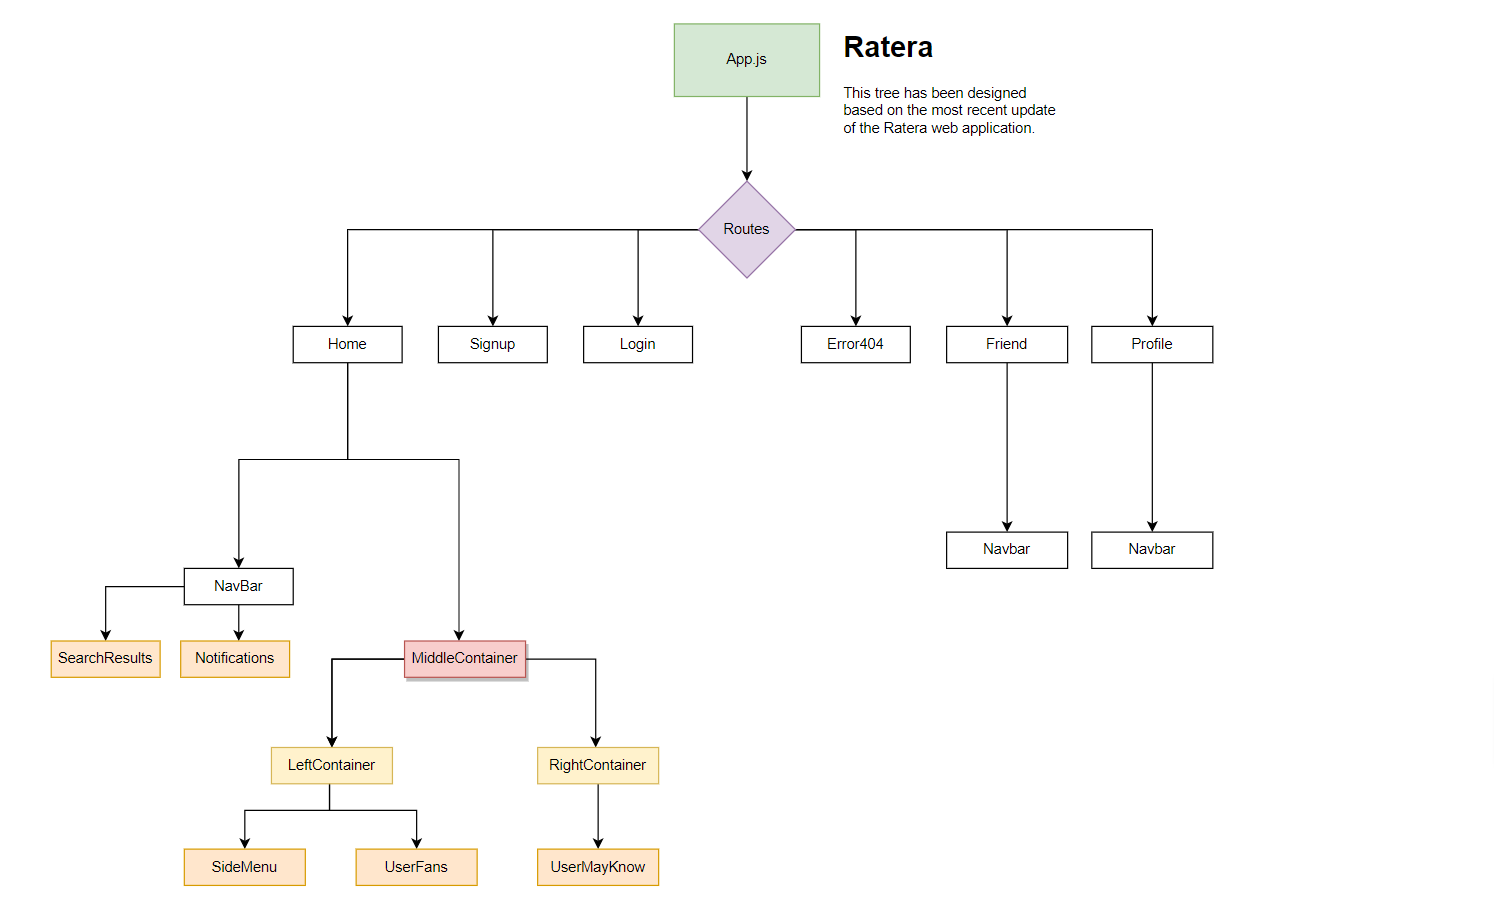 App.js
Ratera
This tree has been designed
based on the most recent update
of the Ratera web application.
Routes
Home
Signup
Login
Error404
Friend
Profile
Navbar
Navbar
NavBar
SearchResults
Notifications
MiddleContainer
LeftContainer
RightContainer
SideMenu
UserFans
UserMayKnow